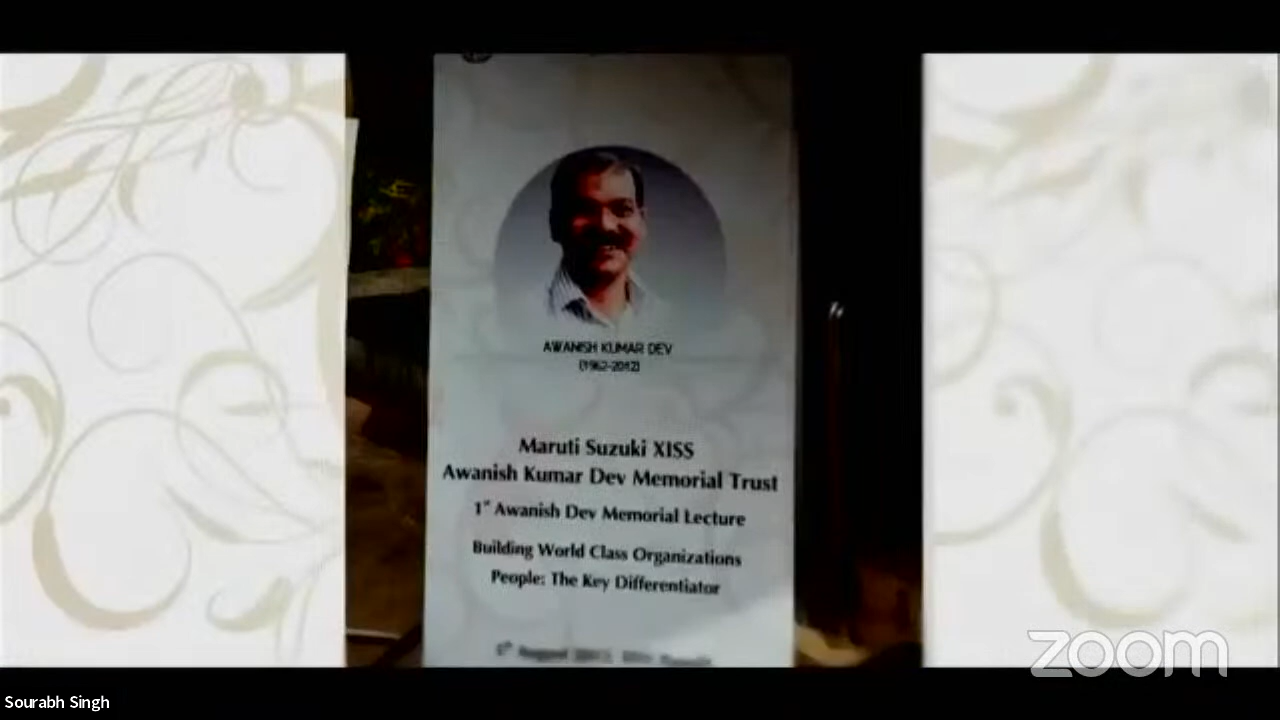 AWANISH KUMAR DEV
(1962-2012)
Maruti Suzuki XISS
Awanish Kumar Dev Memorial Trust
1st Awanish Dev Memorial Lecture
Building World Class Organizations
People: The Key Differentiator
August
zoom
Sourabh Singh